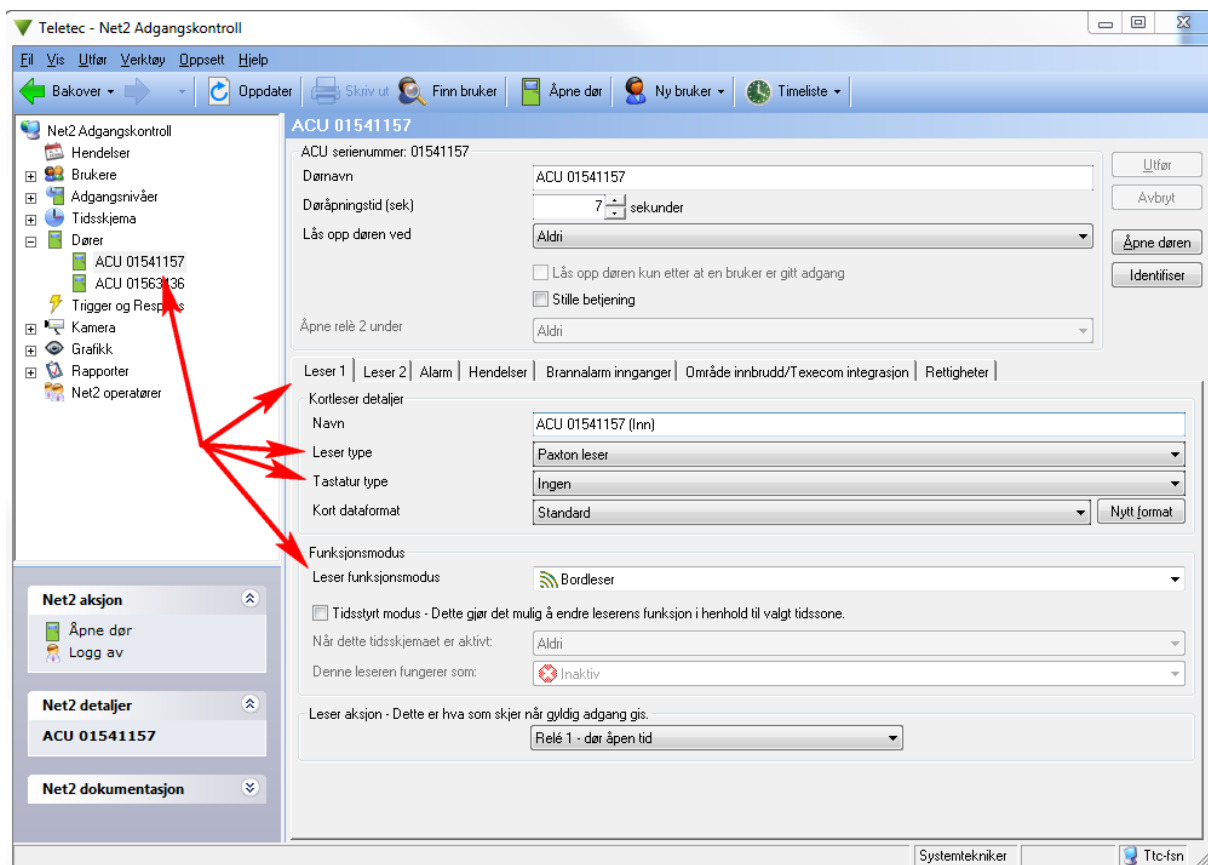 Teletec - Net2 Adgangskontroll
Fil Vis Utfør Verktøy Oppsett Hjelp
Bakover Oppdater Skriv ut Finn bruker Åpne dør Ny bruker Timeliste
Net2 Adgangskontroll
Hendelser
Brukere
Adgangsnivåer
Tidsskjema
Dører
ACU 01541157
ACU 01563436
Trigger og Respons
Kamera
Grafikk
Rapporter
Net2 operatører
Net2 aksjon
Åpne dør
Logg av
Net2 detaljer
ACU 01541157
Net2 dokumentasjon
ACU 01541157
ACU serienummer: 01541157
Dørnavn ACU 01541157
Døråpningstid (sek) 7 sekunder
Lås opp døren ved Aldri
Lås opp døren kun etter at en bruker er gitt adgang
Stille betjening
Åpne relè 2 under Aldri
Utfør
Avbryt
Åpne døren
Identifiser
Leser 1 Leser 2 Alarm Hendelser Brannalarm innganger Område innbrudd/Texecom integrasjon Rettigheter
Kortleser detaljer
Navn ACU 01541157 (Inn)
Leser type Paxton leser
Tastatur type Ingen
Kort dataformat Standard Nytt format
Funksjonsmodus
Leser funksjonsmodus Bordleser
Tidsstyrt modus - Dette gjør det mulig å endre leserens funksjon i henhold til valgt tidssone.
Når dette tidsskjemaet er aktivt: Aldri
Denne leseren fungerer som: Inaktiv
Leser aksjon - Dette er hva som skjer når gyldig adgang gis.
Relé 1 - dør åpen tid
Systemtekniker Ttc-fsn